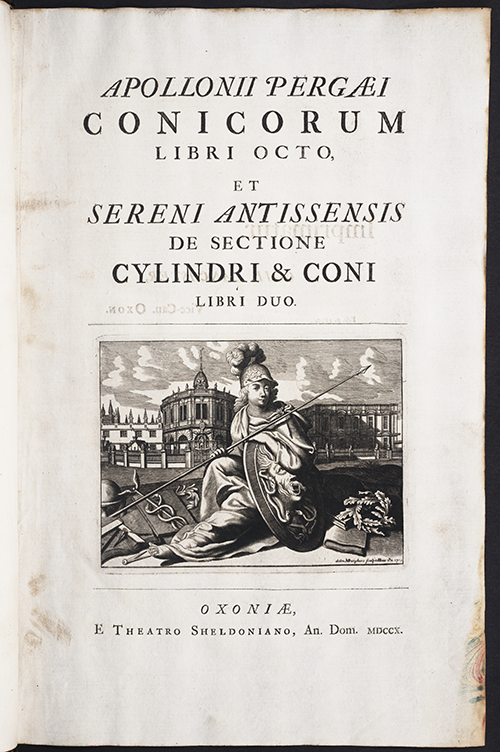 APOLLONII PERGÆI
CONICORUM
LIBRI OCTO,
ET
SERENI ANTISSENSIS
DE SECTIONE
CYLINDRI & CONI
LIBRI DUO.
OXONIÆ,
E THEATRO SHELDONIANO, An. Dom. MDCCX.